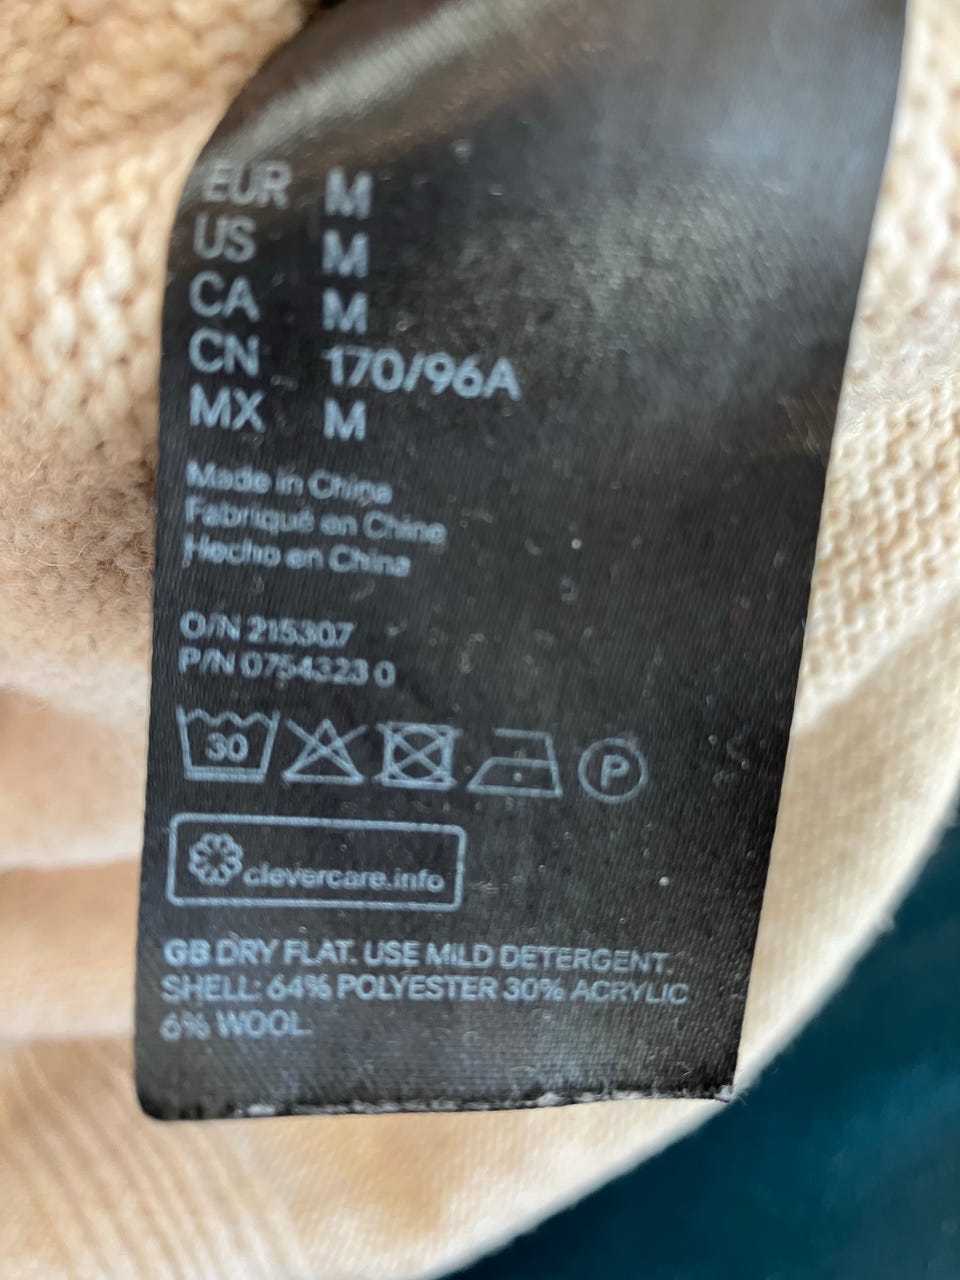 EUR M
US M
CA M
CN 170/96A
MX M
Made in China
Fabriqué en Chine
Hecho en China
O/N 215307
P/N 0754323 0
30
P
clevercare.info
GB DRY FLAT. USE MILD DETERGENT.
SHELL: 64% POLYESTER 30% ACRYLIC
6% WOOL.